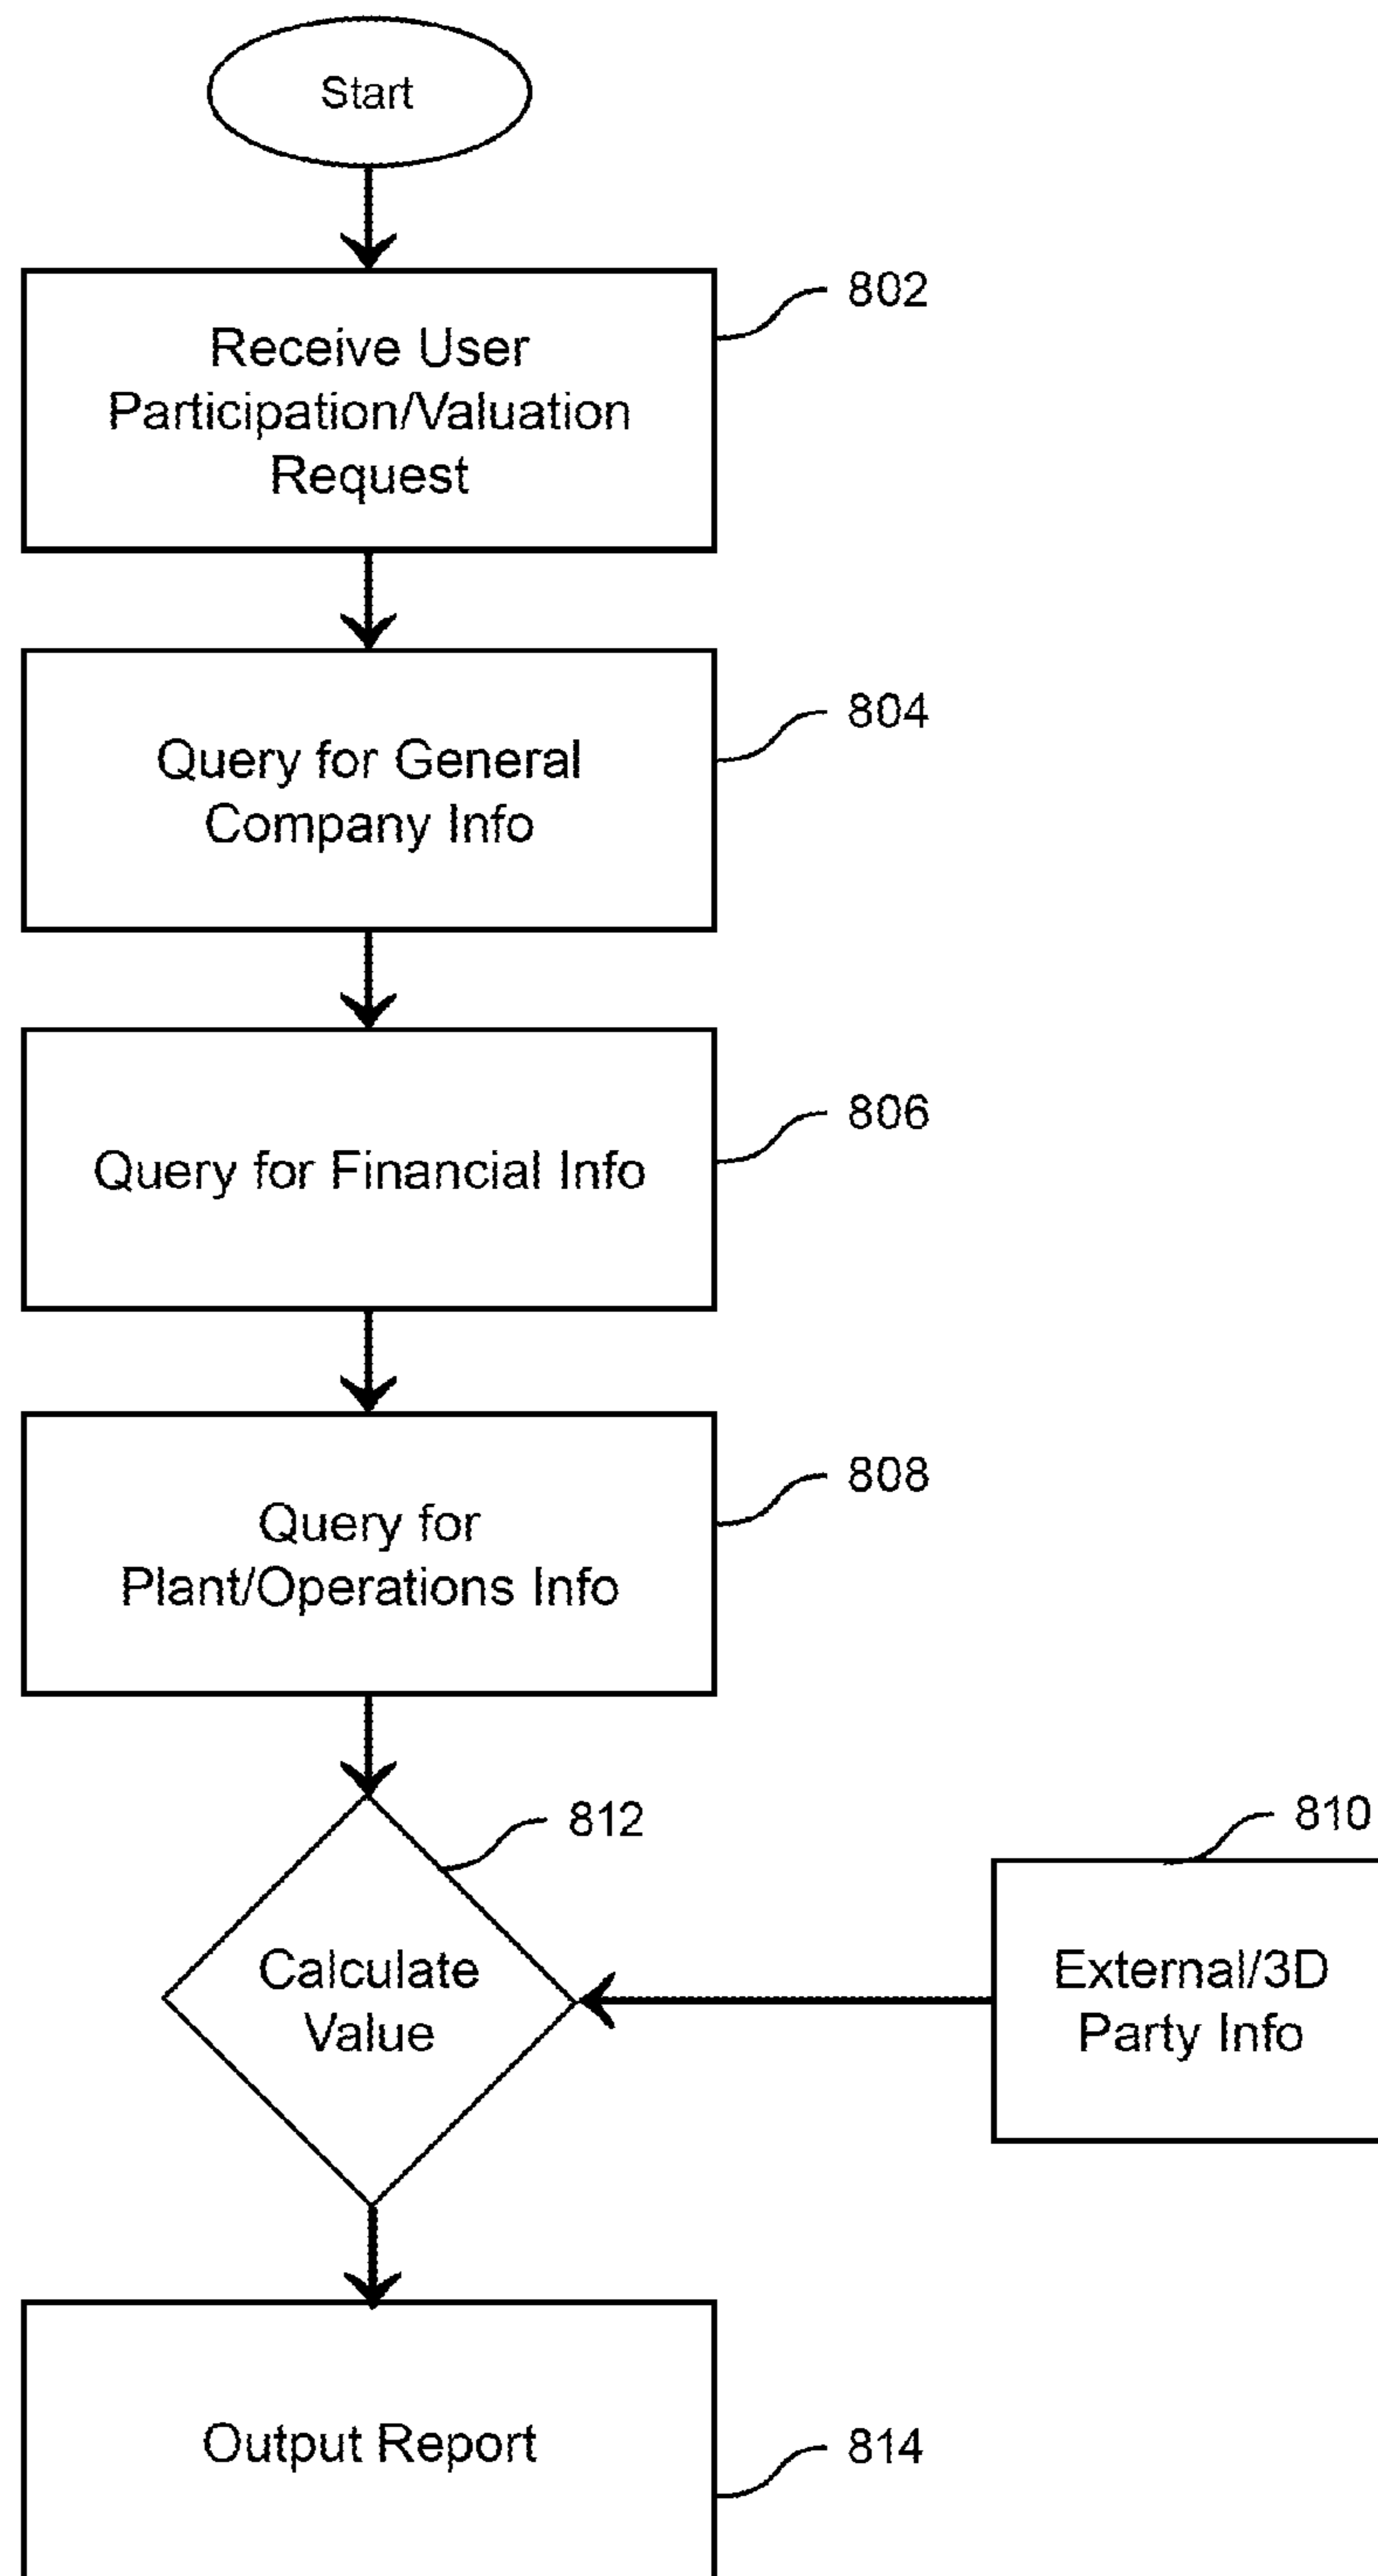 Start
802
Receive User
Participation/Valuation
Request
804
Query for General
Company Info
806
Query for Financial Info
808
Query for
Plant/Operations Info
812
810
Calculate
Value
External/3D
Party Info
Output Report
814